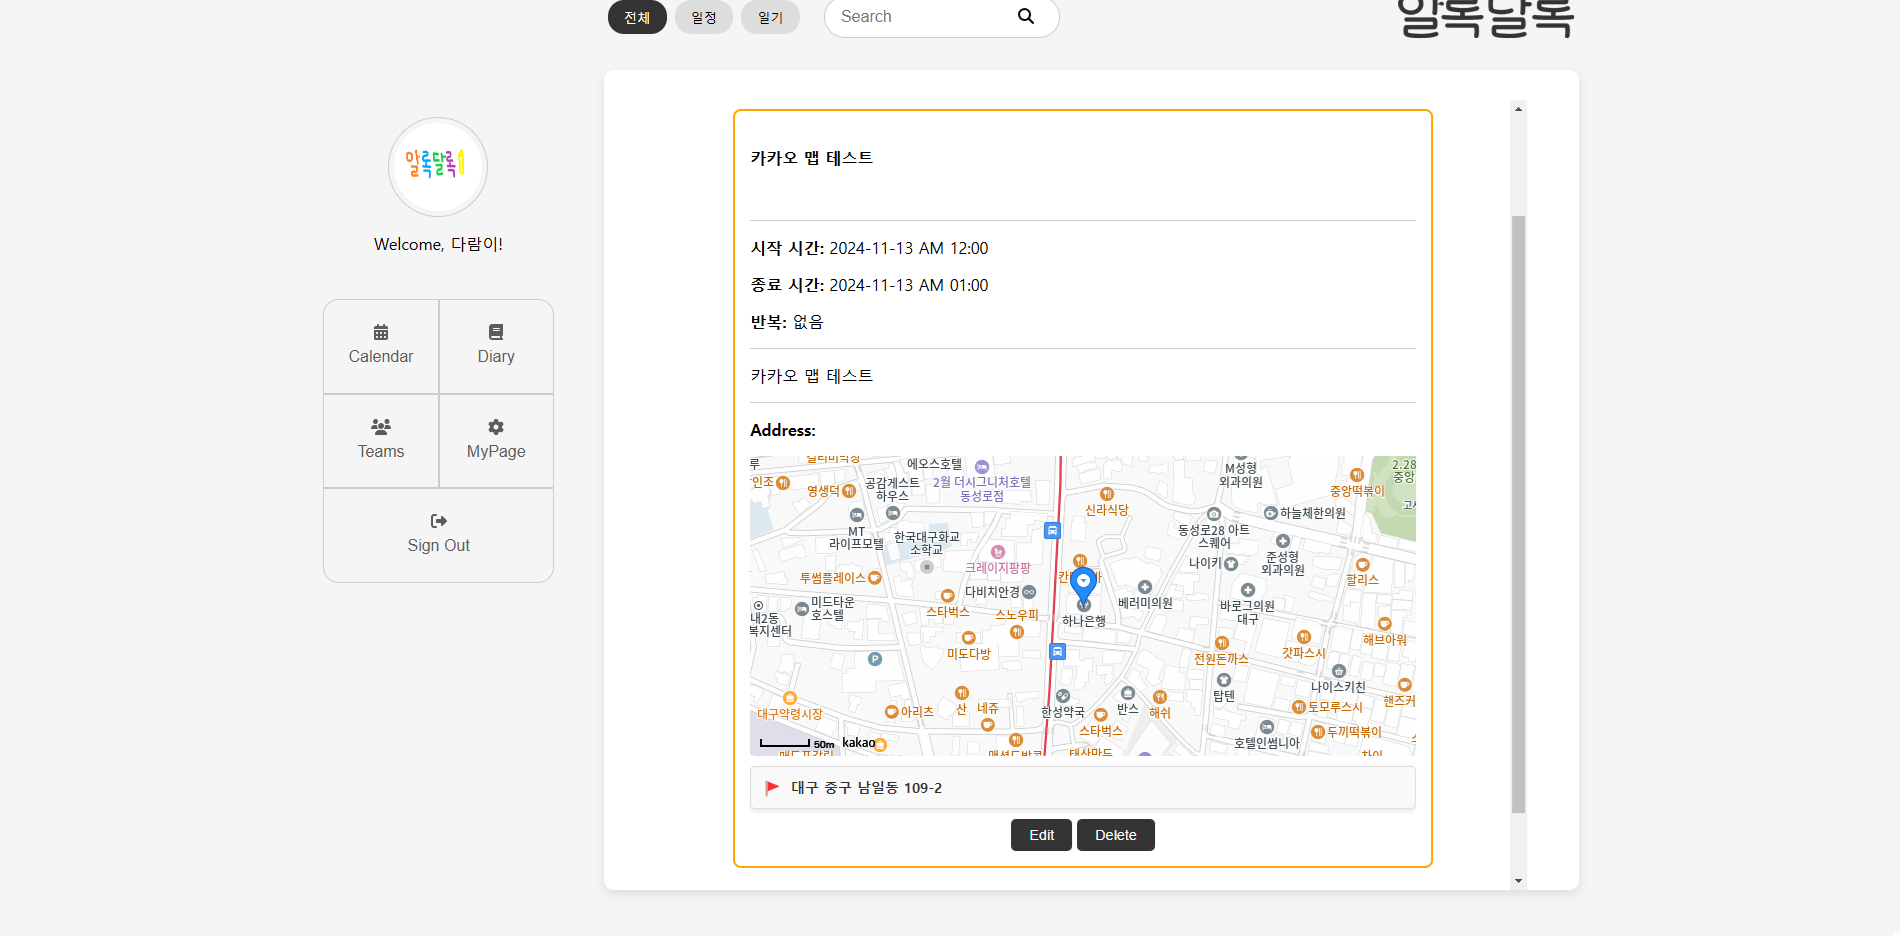 전체 일정 일기 Search
알록달록
알록달록
Welcome, 다람이!
Calendar Diary
Teams MyPage
Sign Out
카카오 맵 테스트
시작 시간: 2024-11-13 AM 12:00
종료 시간: 2024-11-13 AM 01:00
반복: 없음
카카오 맵 테스트
Address:
에오스호텔
M성형
외과의원
2.28
영생덕
공감게스트
하우스
2월 더시그니처호텔
동성로점
신라식당
중앙떡볶이
하늘체한의원
MT
라이프모텔
한국대구화교
소학교
동성로28 아트
스퀘어
크레이지팡팡
나이키
준성형
외과의원
할리스
투썸플레이스
다비치안경
베러미의원
바로그의원
대구
미드타운
호스텔
스타벅스
스노우피
하나은행
내2동
복지센터
미도다방
P
전원돈까스
갓파스시
해브아워
탑텐
나이스키친
핸즈커
대구약령시장
아리츠
산
네쥬
한성약국
반스
해쉬
스타벅스
토모루스시
두끼떡볶이
호텔인썸니아
50m kakao
대구 중구 남일동 109-2
Edit Delete